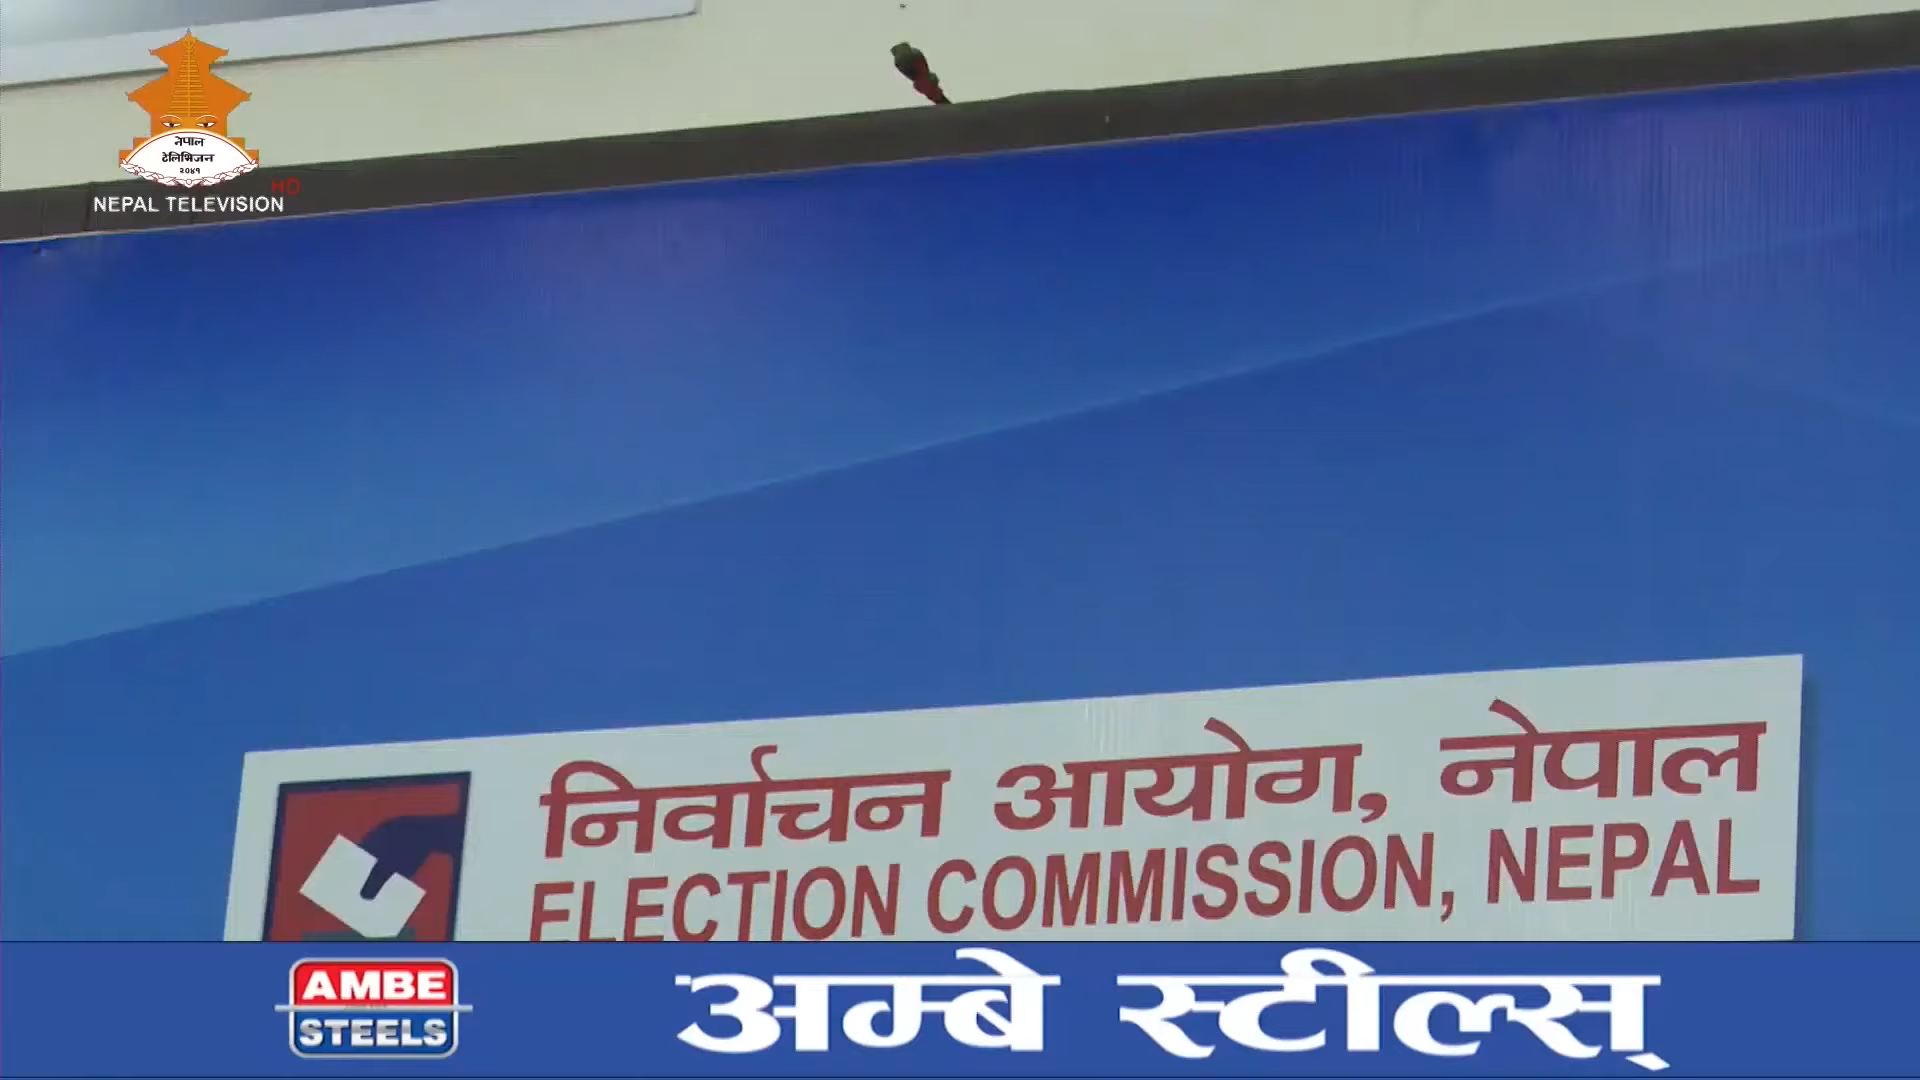 नेपाल
टेलिभिजन
२०४१
HD
NEPAL TELEVISION
निर्वाचन आयोग, नेपाल
ELECTION COMMISSION, NEPAL
AMBE
STEELS
अम्बे स्टील्स्